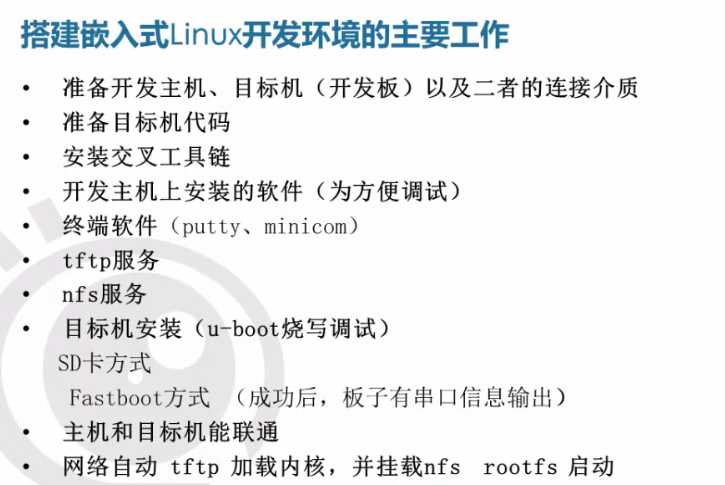 搭建嵌入式Linux开发环境的主要工作
• 准备开发主机、目标机（开发板）以及二者的连接介质
• 准备目标机代码
• 安装交叉工具链
• 开发主机上安装的软件（为方便调试）
• 终端软件（putty、minicom）
• tftp服务
• nfs服务
• 目标机安装（u-boot烧写调试）
SD卡方式
Fastboot方式 （成功后，板子有串口信息输出）
• 主机和目标机能联通
• 网络自动 tftp 加载内核，并挂载nfs rootfs 启动